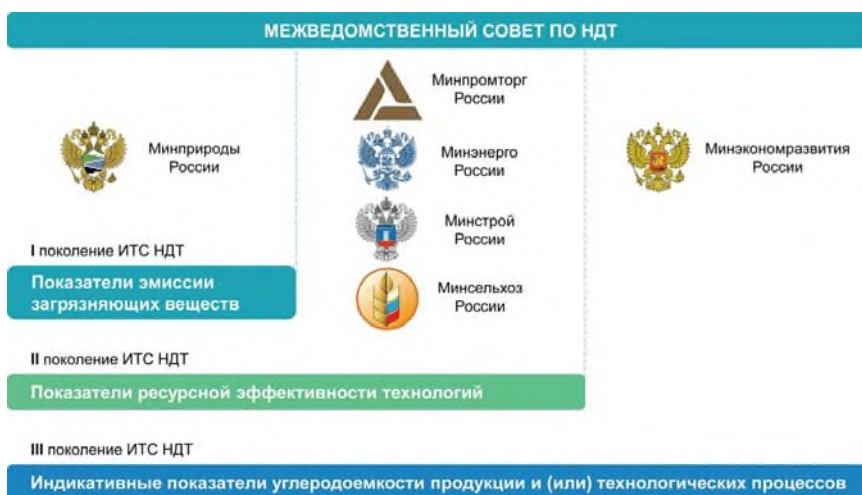 МЕЖВЕДОМСТВЕННЫЙ СОВЕТ ПО НДТ
Минприроды
России
Минпромторг
России
Минэнерго
России
Минстрой
России
Минсельхоз
России
Минэкономразвития
России
I поколение ИТС НДТ
Показатели эмиссии
загрязняющих веществ
II поколение ИТС НДТ
Показатели ресурсной эффективности технологий
III поколение ИТС НДТ
Индикативные показатели углеродоемкости продукции и (или) технологических процессов